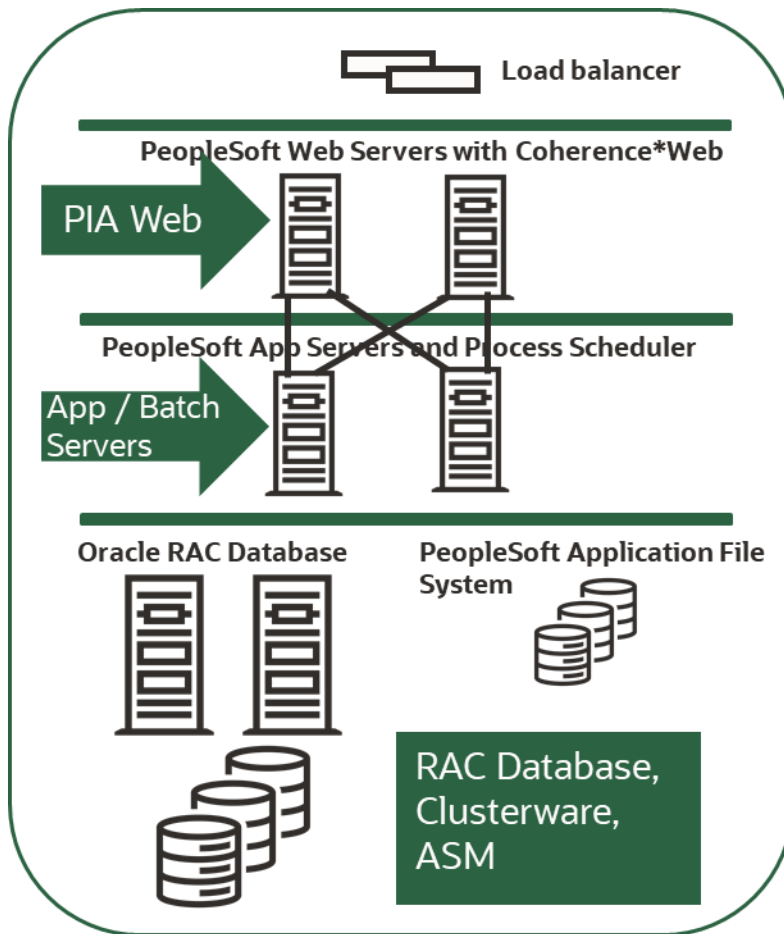 Load balancer
PeopleSoft Web Servers with Coherence*Web
PIA Web
PeopleSoft App Servers and Process Scheduler
App / Batch
Servers
Oracle RAC Database
PeopleSoft Application File
System
RAC Database,
Clusterware,
ASM